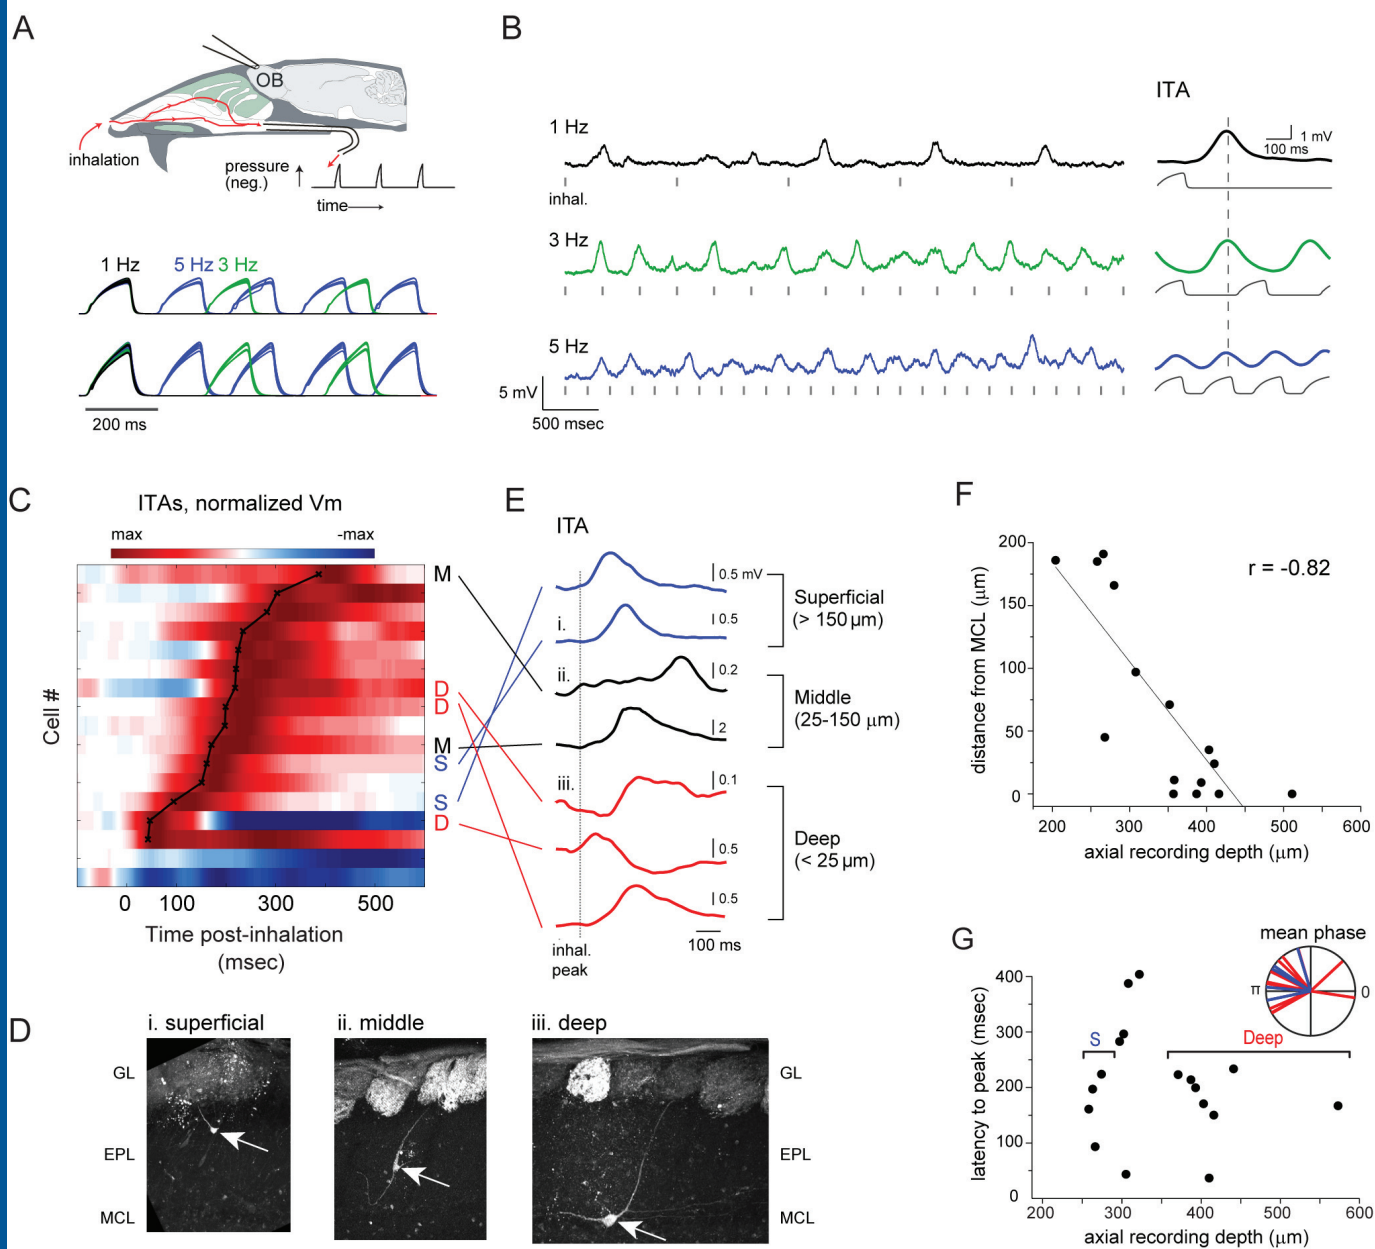 A
OB
inhalation
pressure
(neg.)
time
1 Hz
5 Hz
3 Hz
200 ms
B
ITA
1 Hz
1 mV
100 ms
inhal.
3 Hz
5 Hz
5 mV
500 msec
C
ITAs, normalized Vm
max
-max
Cell #
M
D
D
M
S
S
D
0
100
300
500
Time post-inhalation
(msec)
E
ITA
0.5 mV
i.
0.5
Superficial
(> 150 µm)
ii.
0.2
2
Middle
(25-150 µm)
iii.
0.1
0.5
0.5
Deep
(< 25 µm)
inhal.
peak
100 ms
F
distance from MCL (µm)
200
150
100
50
0
r = -0.82
200
300
400
500
600
axial recording depth (µm)
D
i. superficial
ii. middle
iii. deep
GL
EPL
MCL
GL
EPL
MCL
G
mean phase
π
0
latency to peak (msec)
400
300
200
100
0
S
Deep
200
300
400
500
600
axial recording depth (µm)